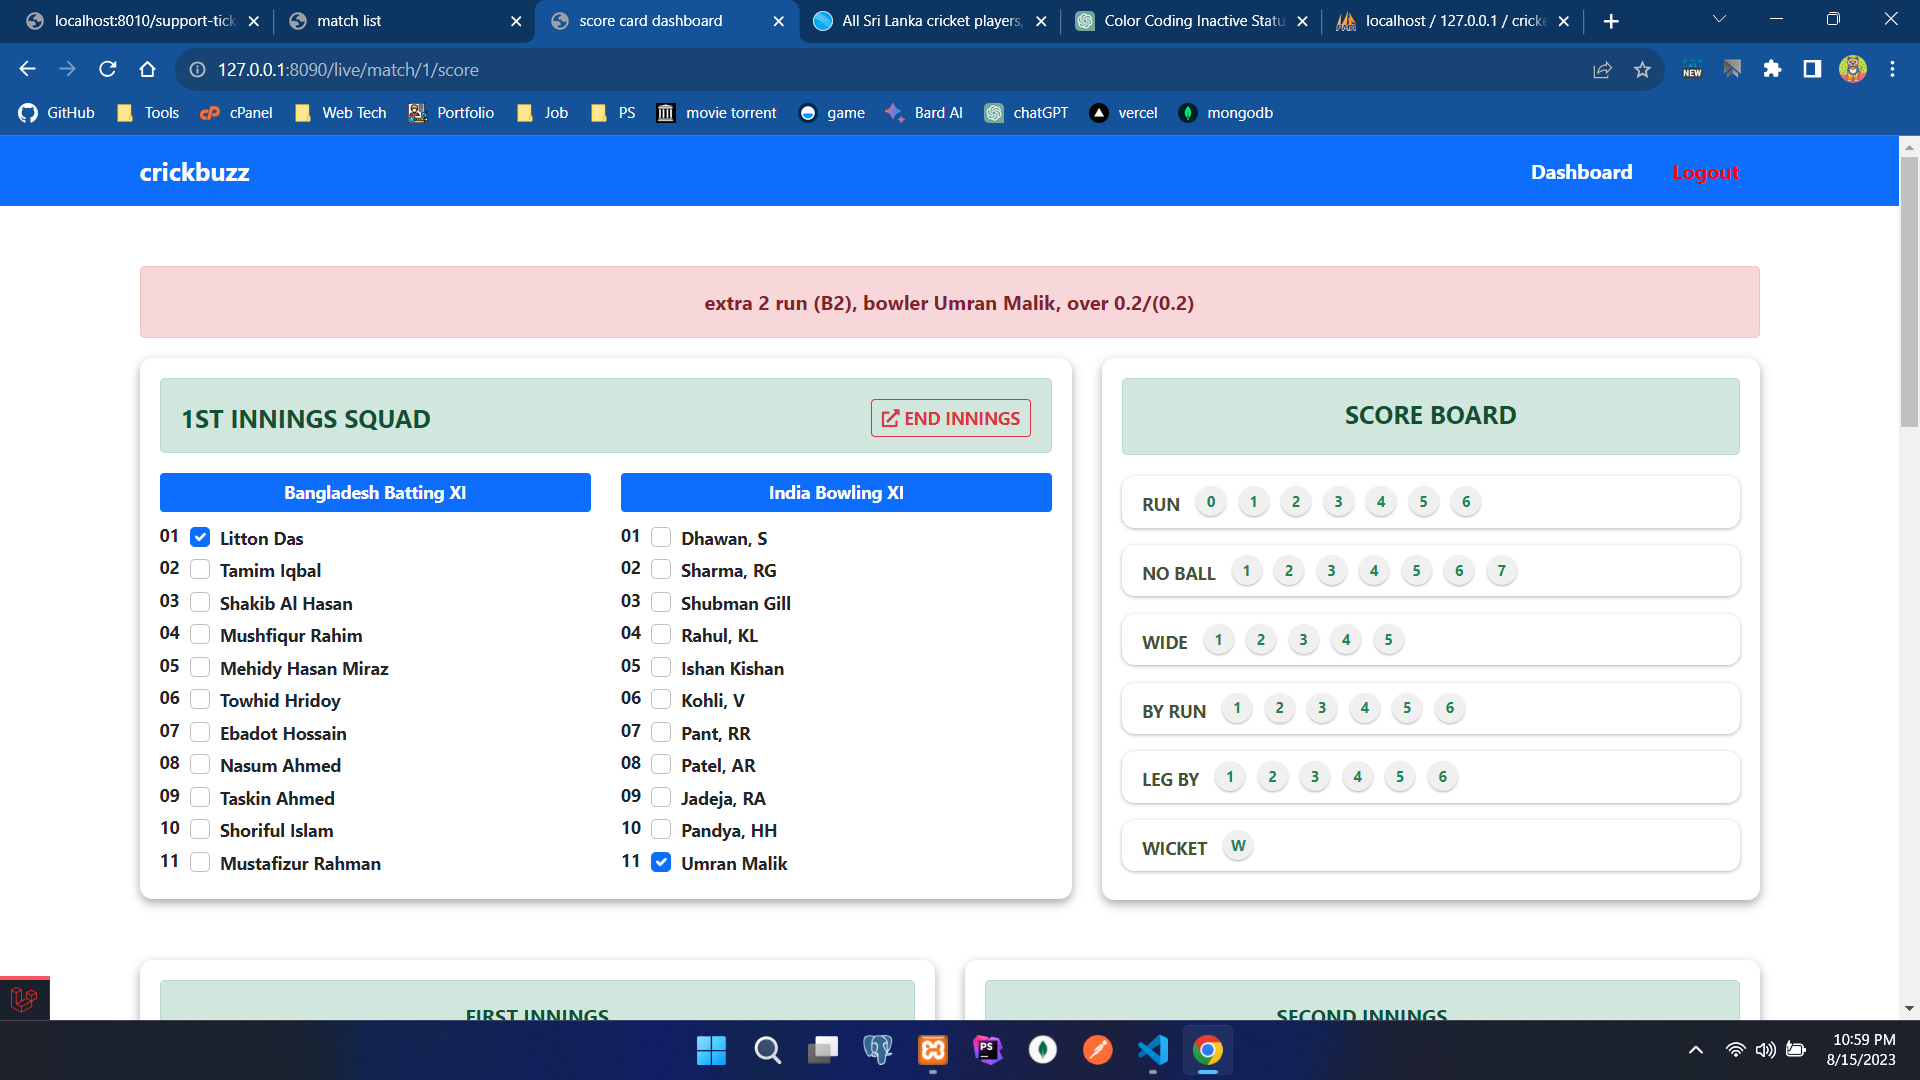 localhost:8010/support-tick
match list
score card dashboard
All Sri Lanka cricket players,
Color Coding Inactive Statu
localhost / 127.0.0.1 / cricke
127.0.0.1:8090/live/match/1/score
NEW
GitHub
Tools
cPanel
Web Tech
Portfolio
Job
PS
movie torrent
game
Bard AI
chatGPT
vercel
mongodb
crickbuzz
Dashboard
Logout
extra 2 run (B2), bowler Umran Malik, over 0.2/(0.2)
1ST INNINGS SQUAD
END INNINGS
Bangladesh Batting XI
01 Litton Das
02 Tamim Iqbal
03 Shakib Al Hasan
04 Mushfiqur Rahim
05 Mehidy Hasan Miraz
06 Towhid Hridoy
07 Ebadot Hossain
08 Nasum Ahmed
09 Taskin Ahmed
10 Shoriful Islam
11 Mustafizur Rahman
India Bowling XI
01 Dhawan, S
02 Sharma, RG
03 Shubman Gill
04 Rahul, KL
05 Ishan Kishan
06 Kohli, V
07 Pant, RR
08 Patel, AR
09 Jadeja, RA
10 Pandya, HH
11 Umran Malik
SCORE BOARD
RUN 0 1 2 3 4 5 6
NO BALL 1 2 3 4 5 6 7
WIDE 1 2 3 4 5
BY RUN 1 2 3 4 5 6
LEG BY 1 2 3 4 5 6
WICKET W
FIRST INNINGS
SECOND INNINGS
PS
10:59 PM
8/15/2023